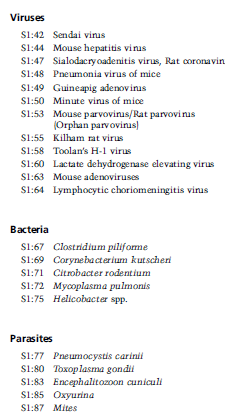 Viruses
S1:42 Sendai virus
S1:44 Mouse hepatitis virus
S1:47 Sialodacryoadenitis virus, Rat coronavin
S1:48 Pneumonia virus of mice
S1:49 Guineapig adenovirus
S1:50 Minute virus of mice
S1:53 Mouse parvovirus/Rat parvovirus
(Orphan parvovirus)
S1:55 Kilham rat virus
S1:58 Toolan's H-1 virus
S1:60 Lactate dehydrogenase elevating virus
S1:63 Mouse adenoviruses
S1:64 Lymphocytic choriomeningitis virus
Bacteria
S1:67 Clostridium piliforme
S1:69 Corynebacterium kutscheri
S1:71 Citrobacter rodentium
S1:72 Mycoplasma pulmonis
S1:75 Helicobacter spp.
Parasites
S1:77 Pneumocystis carinii
S1:80 Toxoplasma gondii
S1:83 Encephalitozoon cuniculi
S1:85 Oxyurina
S1:87 Mites